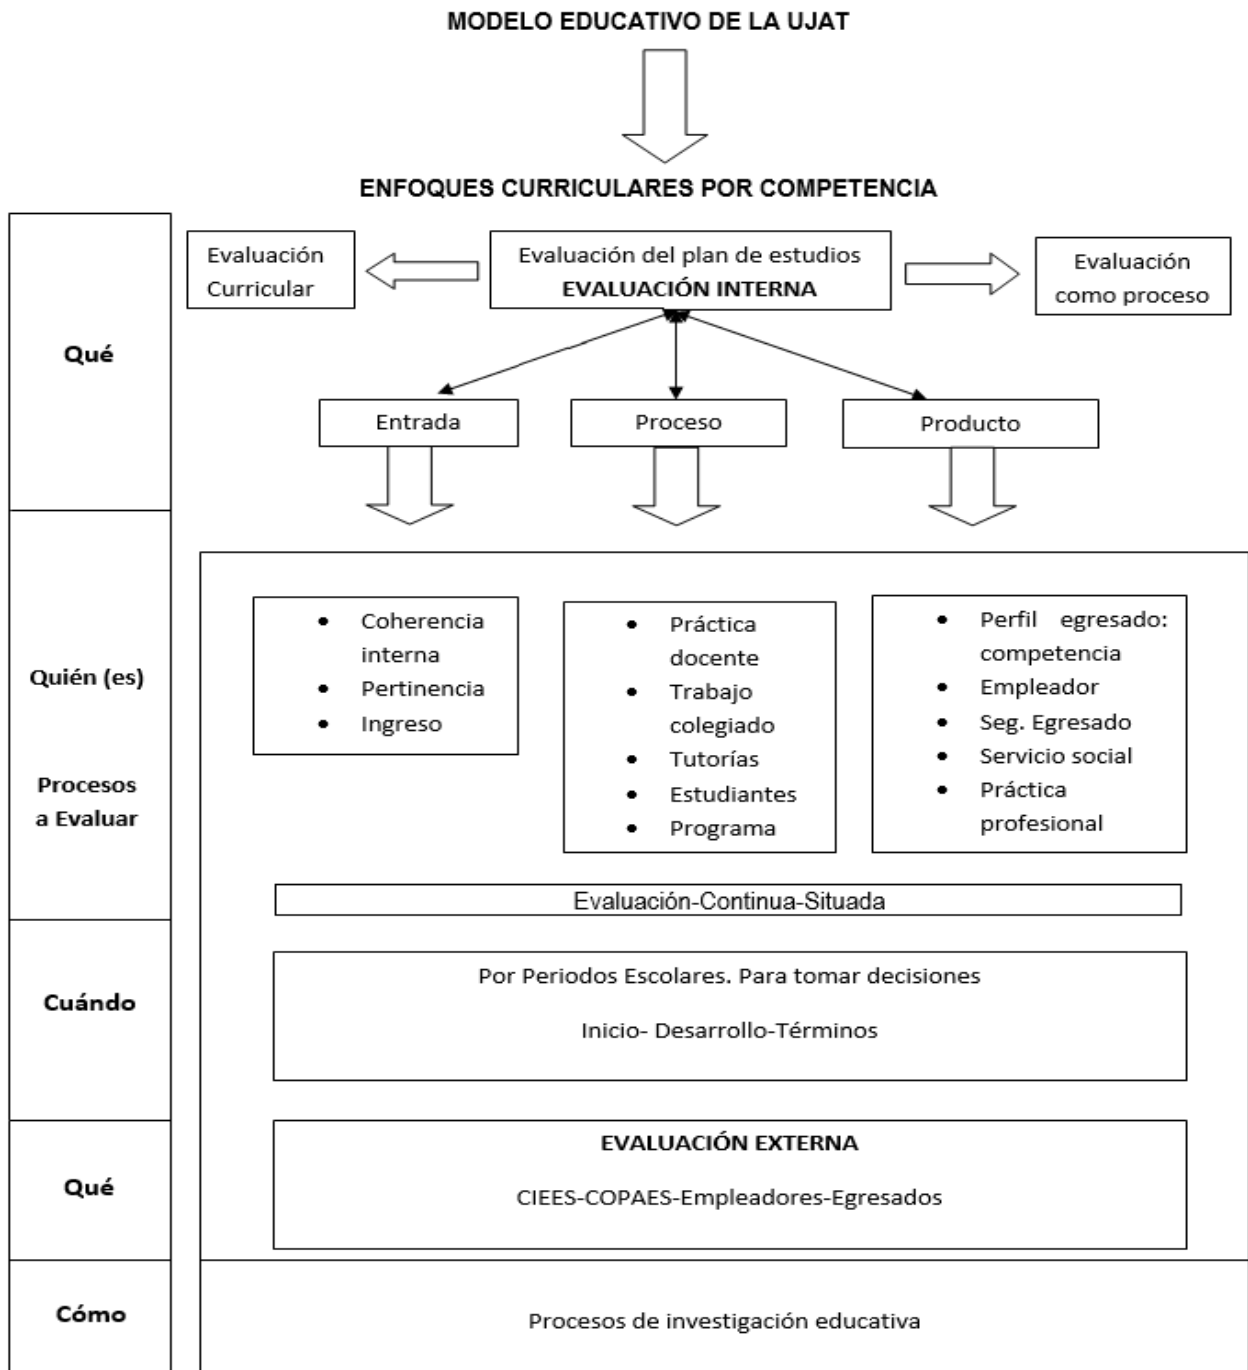 MODELO EDUCATIVO DE LA UJAT
ENFOQUES CURRICULARES POR COMPETENCIA
Qué
Evaluación
Curricular
Evaluación del plan de estudios
EVALUACIÓN INTERNA
Evaluación
como proceso
Entrada
Proceso
Producto
Quién (es)
Procesos
a Evaluar
• Coherencia
interna
• Pertinencia
• Ingreso
• Práctica
docente
• Trabajo
colegiado
• Tutorías
• Estudiantes
• Programa
• Perfil egresado:
competencia
• Empleador
• Seg. Egresado
• Servicio social
• Práctica
profesional
Evaluación-Continua-Situada
Cuándo
Por Periodos Escolares. Para tomar decisiones
Inicio- Desarrollo-Términos
Qué
EVALUACIÓN EXTERNA
CIEES-COPAES-Empleadores-Egresados
Cómo
Procesos de investigación educativa